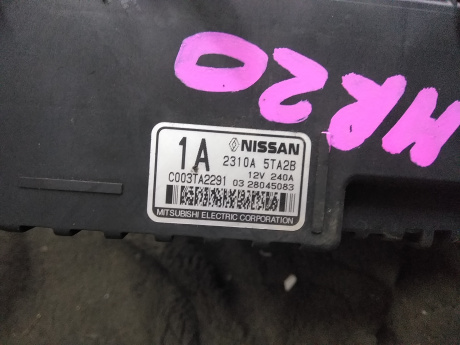 MR20
NISSAN
1A 2310A 5TA2B
12V 240A
C003TA2291 03 28045083
MITSUBISHI ELECTRIC CORPORATION